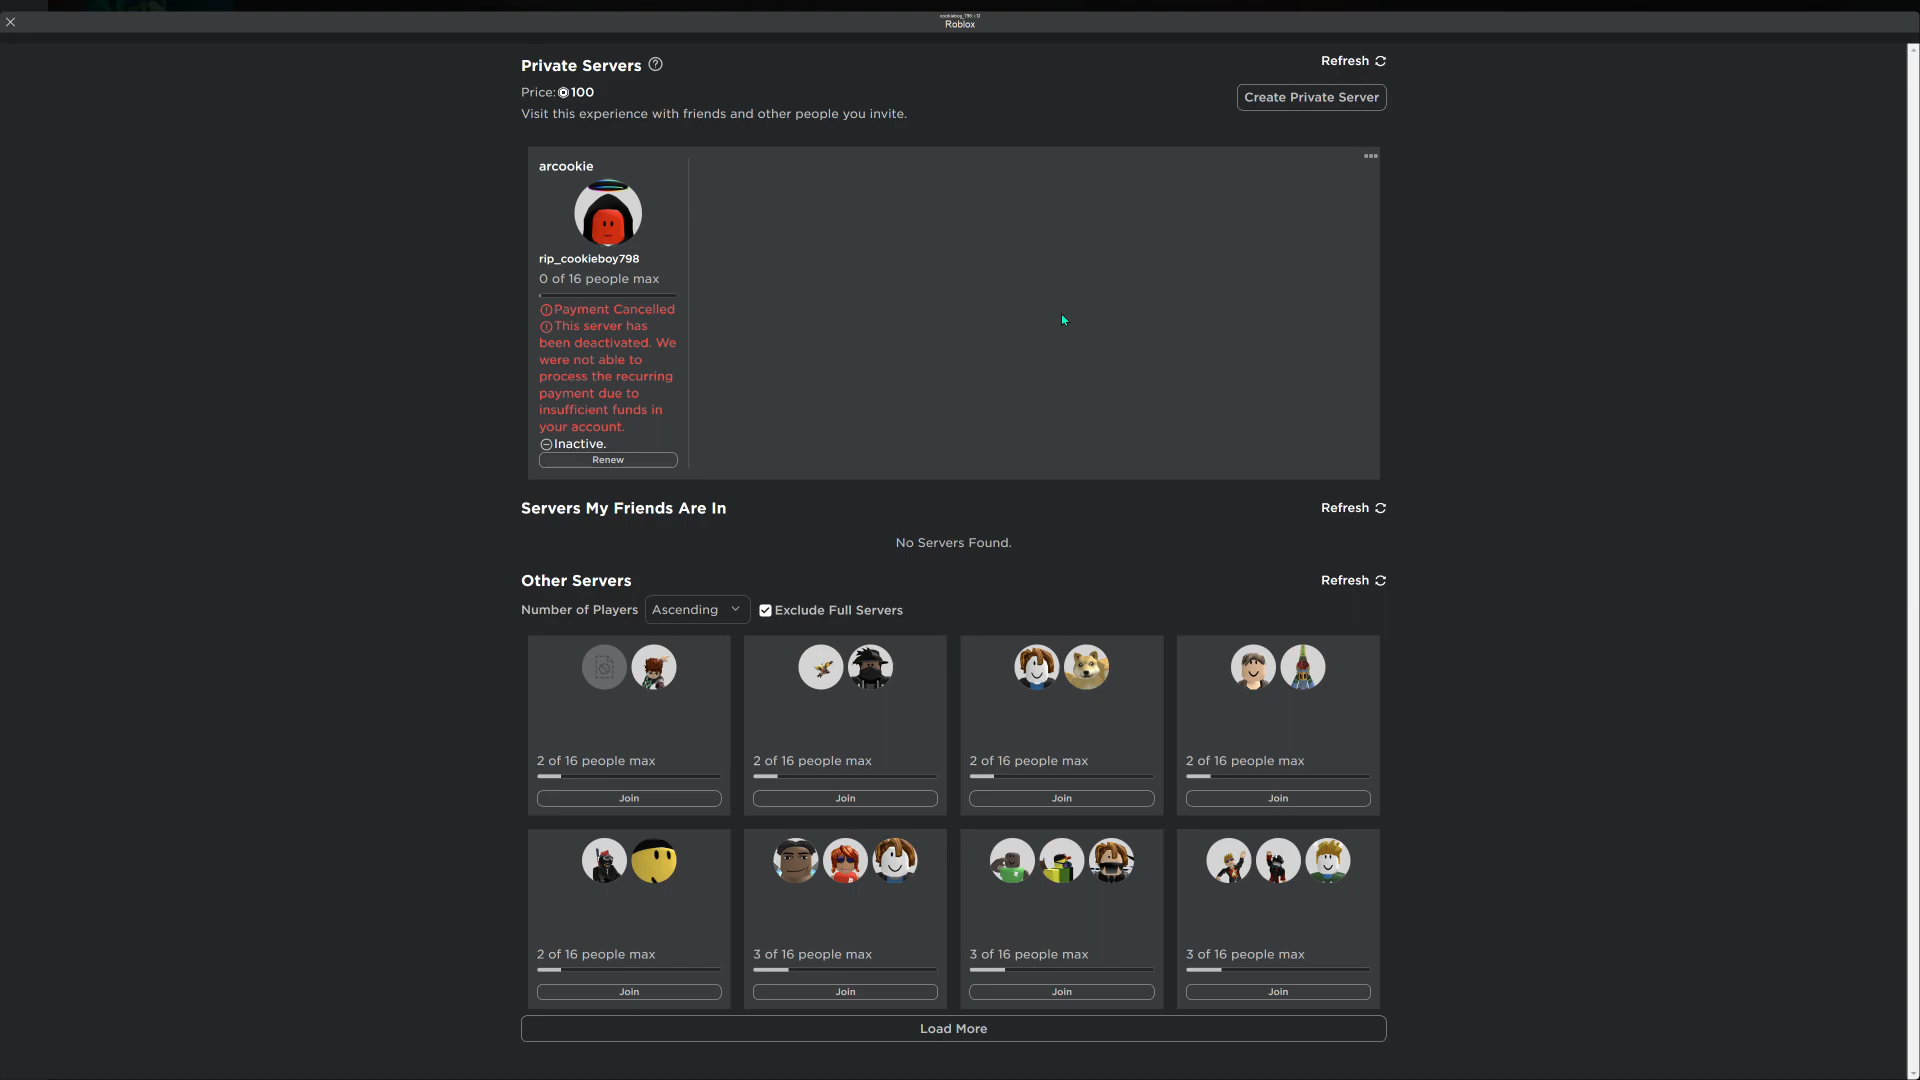 Roblox
Private Servers
Refresh
Price: 100
Create Private Server
Visit this experience with friends and other people you invite.
arcookie
rip_cookieboy798
0 of 16 people max
Payment Cancelled
This server has
been deactivated. We
were not able to
process the recurring
payment due to
insufficient funds in
your account.
Inactive.
Renew
Servers My Friends Are In
Refresh
No Servers Found.
Other Servers
Refresh
Number of Players Ascending Exclude Full Servers
2 of 16 people max
Join
2 of 16 people max
Join
2 of 16 people max
Join
2 of 16 people max
Join
2 of 16 people max
Join
3 of 16 people max
Join
3 of 16 people max
Join
3 of 16 people max
Join
Load More